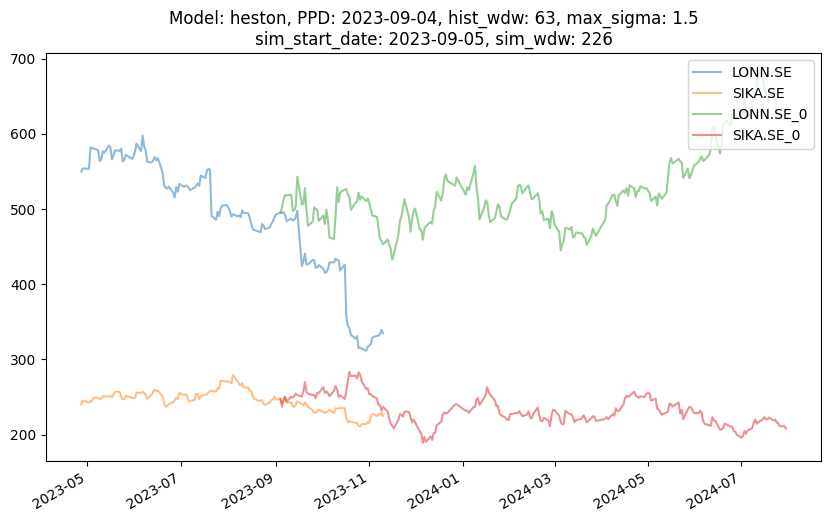 Model: heston, PPD: 2023-09-04, hist_wdw: 63, max_sigma: 1.5
sim_start_date: 2023-09-05, sim_wdw: 226
700
600
500
400
300
200
LONN.SE
SIKA.SE
LONN.SE_0
SIKA.SE_0
2023-05
2023-07
2023-09
2023-11
2024-01
2024-03
2024-05
2024-07